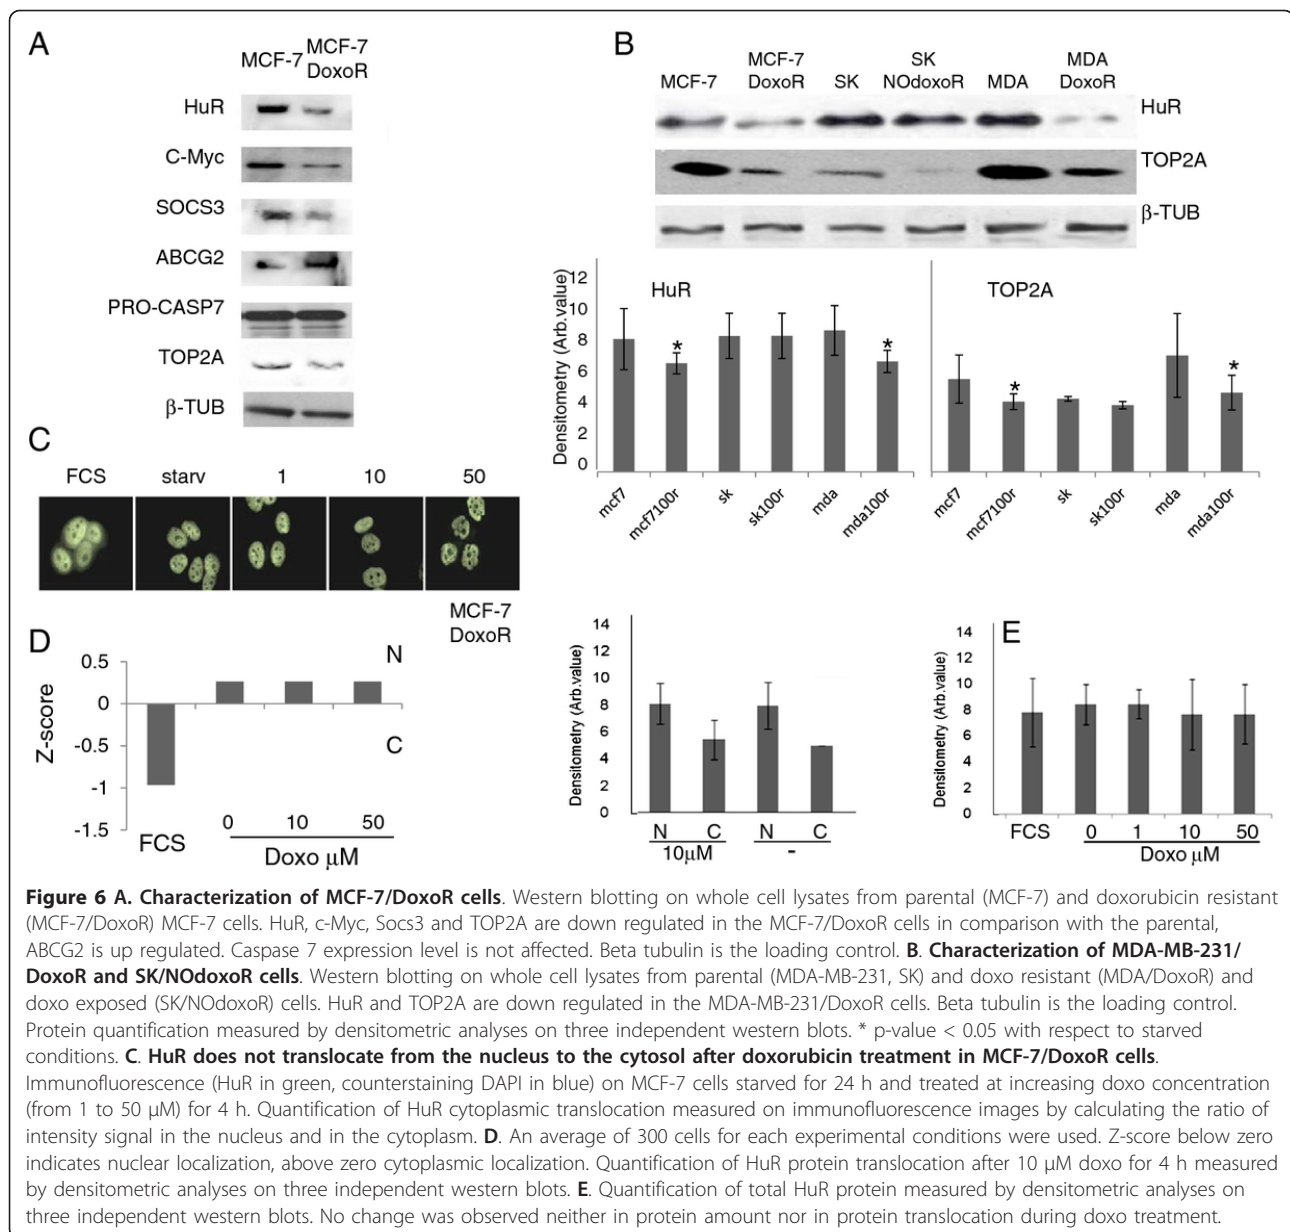 A
MCF-7
MCF-7
DoxoR
HuR
C-Myc
SOCS3
ABCG2
PRO-CASP7
TOP2A
β-TUB
B
MCF-7
MCF-7
DoxoR
SK
SK
NOdoxoR
MDA
MDA
DoxoR
HuR
TOP2A
β-TUB
Densitometry (Arb.value)
12
10
8
6
4
2
0
HuR
TOP2A
*
*
*
*
mcf7
mcf7100r
sk
sk100r
mda
mda100r
mcf7
mcf7100r
sk
sk100r
mda
mda100r
C
FCS
starv
1
10
50
MCF-7
DoxoR
D
Z-score
0.5
0
-0.5
-1
-1.5
N
C
FCS
0
10
50
Doxo μM
Densitometry (Arb.value)
14
12
10
8
6
4
2
0
N
C
N
C
10μM
-
E
Densitometry (Arb.value)
14
12
10
8
6
4
2
0
FCS
0
1
10
50
Doxo μM
Figure 6 A. Characterization of MCF-7/DoxoR cells. Western blotting on whole cell lysates from parental (MCF-7) and doxorubicin resistant
(MCF-7/DoxoR) MCF-7 cells. HuR, c-Myc, Socs3 and TOP2A are down regulated in the MCF-7/DoxoR cells in comparison with the parental,
ABCG2 is up regulated. Caspase 7 expression level is not affected. Beta tubulin is the loading control. B. Characterization of MDA-MB-231/
DoxoR and SK/NOdoxoR cells. Western blotting on whole cell lysates from parental (MDA-MB-231, SK) and doxo resistant (MDA/DoxoR) and
doxo exposed (SK/NOdoxoR) cells. HuR and TOP2A are down regulated in the MDA-MB-231/DoxoR cells. Beta tubulin is the loading control.
Protein quantification measured by densitometric analyses on three independent western blots. * p-value < 0.05 with respect to starved
conditions. C. HuR does not translocate from the nucleus to the cytosol after doxorubicin treatment in MCF-7/DoxoR cells.
Immunofluorescence (HuR in green, counterstaining DAPI in blue) on MCF-7 cells starved for 24 h and treated at increasing doxo concentration
(from 1 to 50 μM) for 4 h. Quantification of HuR cytoplasmic translocation measured on immunofluorescence images by calculating the ratio of
intensity signal in the nucleus and in the cytoplasm. D. An average of 300 cells for each experimental conditions were used. Z-score below zero
indicates nuclear localization, above zero cytoplasmic localization. Quantification of HuR protein translocation after 10 μM doxo for 4 h measured
by densitometric analyses on three independent western blots. E. Quantification of total HuR protein measured by densitometric analyses on
three independent western blots. No change was observed neither in protein amount nor in protein translocation during doxo treatment.